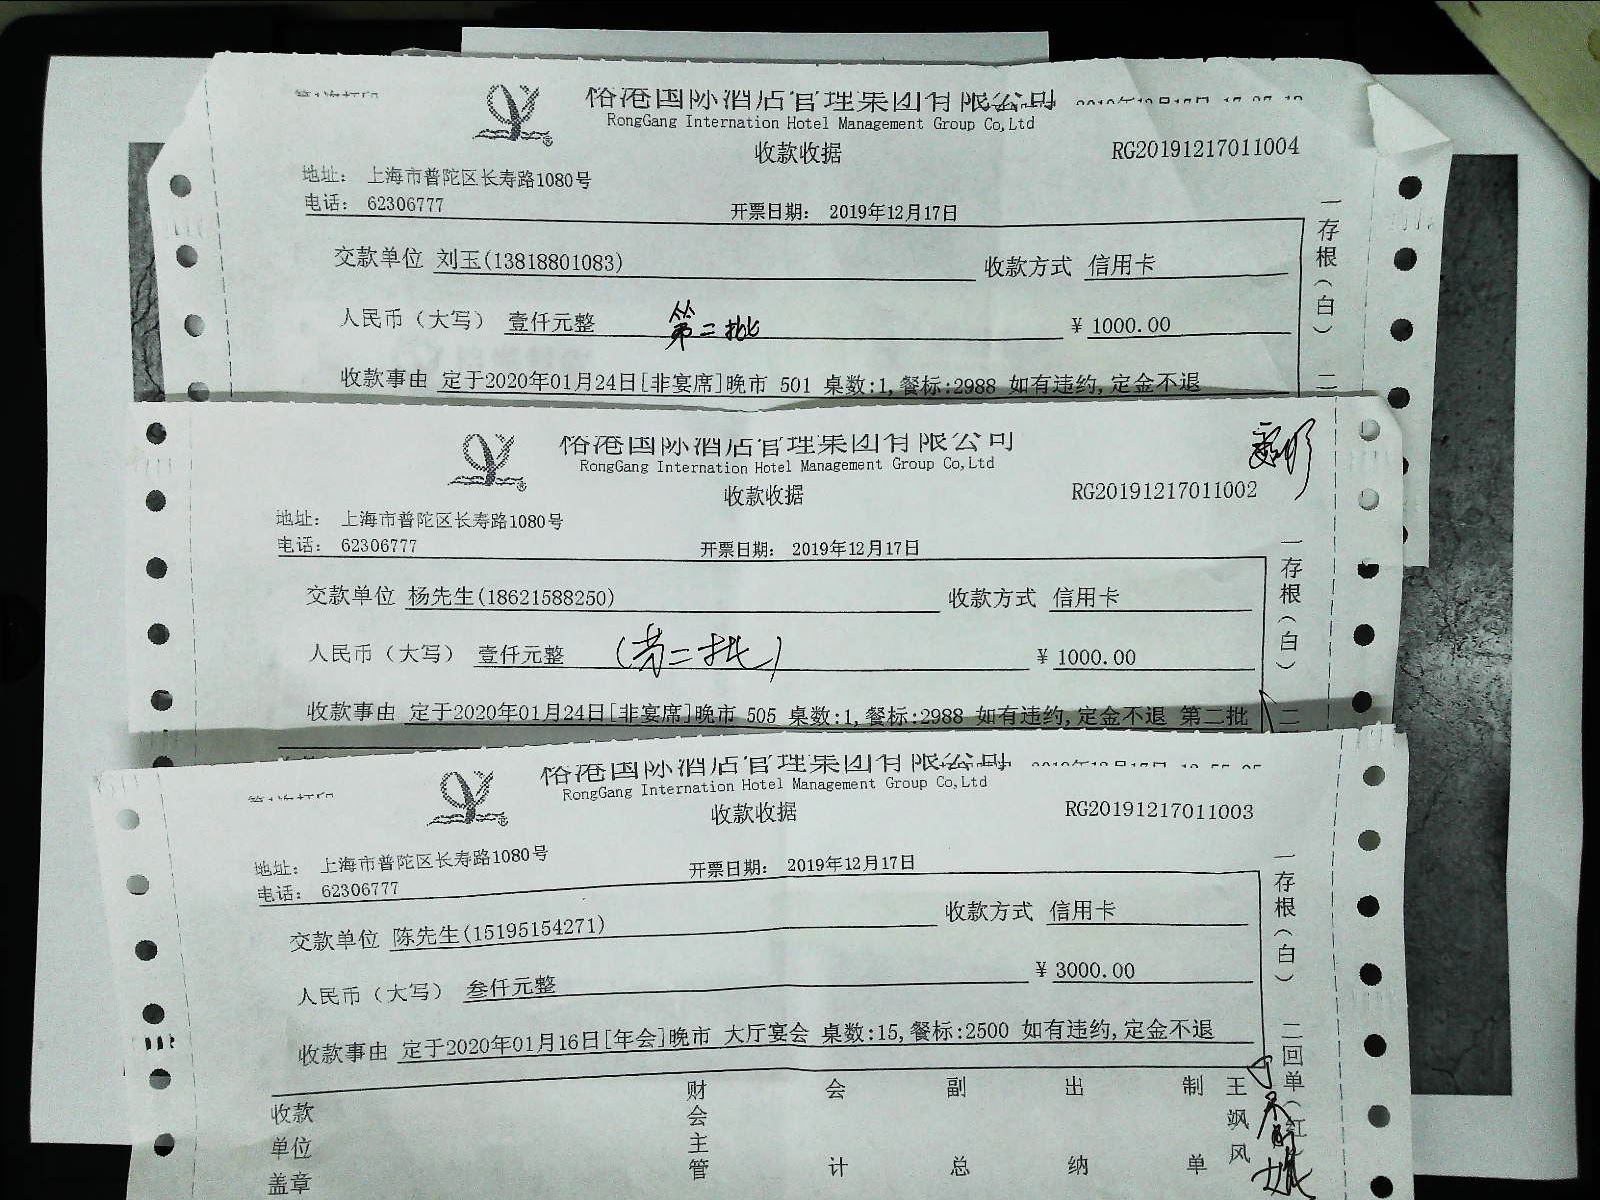 裕港国际酒店管理集团有限公司
RongGang Internation Hotel Management Group Co,Ltd
收款收据
RG20191217011004
地址： 上海市普陀区长寿路1080号
电话： 62306777
开票日期： 2019年12月17日
交款单位 刘玉(13818801083) 收款方式 信用卡
人民币（大写） 壹仟元整 第二批 ¥ 1000.00
收款事由 定于2020年01月24日[非宴席]晚市 501 桌数:1,餐标:2988 如有违约,定金不退
一存根（白） 二
裕港国际酒店管理集团有限公司
RongGang Internation Hotel Management Group Co,Ltd
收款收据
RG20191217011002
地址： 上海市普陀区长寿路1080号
电话： 62306777
开票日期： 2019年12月17日
交款单位 杨先生(18621588250) 收款方式 信用卡
人民币（大写） 壹仟元整 （第二批） ¥ 1000.00
收款事由 定于2020年01月24日[非宴席]晚市 505 桌数:1,餐标:2988 如有违约,定金不退 第二批
一存根（白） 二
裕港国际酒店管理集团有限公司
RongGang Internation Hotel Management Group Co,Ltd
收款收据
RG20191217011003
地址： 上海市普陀区长寿路1080号
电话： 62306777
开票日期： 2019年12月17日
交款单位 陈先生(15195154271) 收款方式 信用卡
人民币（大写） 叁仟元整 ¥ 3000.00
收款事由 定于2020年01月16日[年会]晚市 大厅宴会 桌数:15,餐标:2500 如有违约,定金不退
一存根（白） 二回单（红
收款单位盖章
财会主管
会计
副总
出纳
制单
王飒风